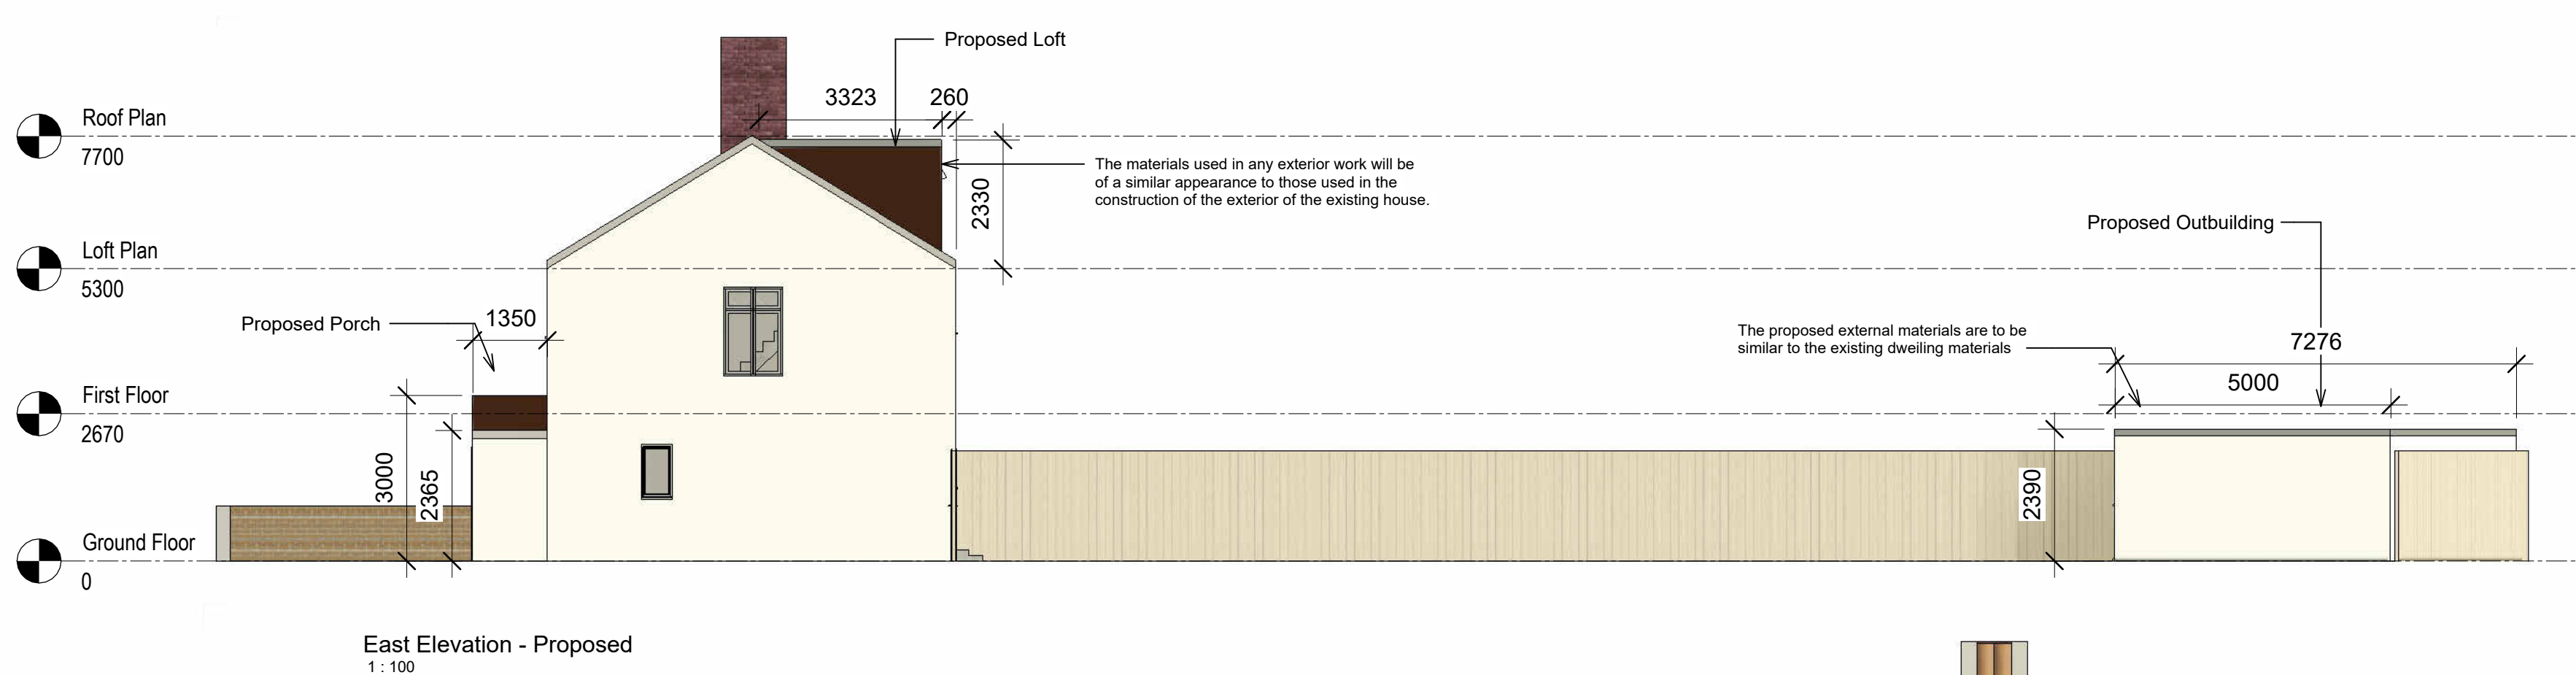 Proposed Loft
3323
260
Roof Plan
7700
The materials used in any exterior work will be
of a similar appearance to those used in the
construction of the exterior of the existing house.
2330
Loft Plan
5300
Proposed Outbuilding
Proposed Porch
1350
The proposed external materials are to be
similar to the existing dweiling materials
7276
5000
First Floor
2670
3000
2365
2390
Ground Floor
0
East Elevation - Proposed
1 : 100